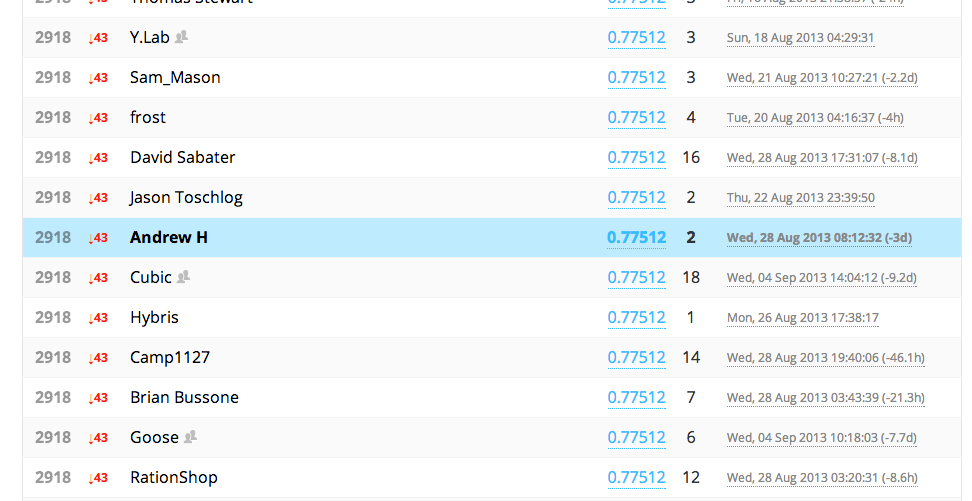 2918 ↓43 Thomas Stewart 0.77512 Fri, 16 Aug 2013
2918 ↓43 Y.Lab 0.77512 3 Sun, 18 Aug 2013 04:29:31
2918 ↓43 Sam_Mason 0.77512 3 Wed, 21 Aug 2013 10:27:21 (-2.2d)
2918 ↓43 frost 0.77512 4 Tue, 20 Aug 2013 04:16:37 (-4h)
2918 ↓43 David Sabater 0.77512 16 Wed, 28 Aug 2013 17:31:07 (-8.1d)
2918 ↓43 Jason Toschlog 0.77512 2 Thu, 22 Aug 2013 23:39:50
2918 ↓43 Andrew H 0.77512 2 Wed, 28 Aug 2013 08:12:32 (-3d)
2918 ↓43 Cubic 0.77512 18 Wed, 04 Sep 2013 14:04:12 (-9.2d)
2918 ↓43 Hybris 0.77512 1 Mon, 26 Aug 2013 17:38:17
2918 ↓43 Camp1127 0.77512 14 Wed, 28 Aug 2013 19:40:06 (-46.1h)
2918 ↓43 Brian Bussone 0.77512 7 Wed, 28 Aug 2013 03:43:39 (-21.3h)
2918 ↓43 Goose 0.77512 6 Wed, 04 Sep 2013 10:18:03 (-7.7d)
2918 ↓43 RationShop 0.77512 12 Wed, 28 Aug 2013 03:20:31 (-8.6h)